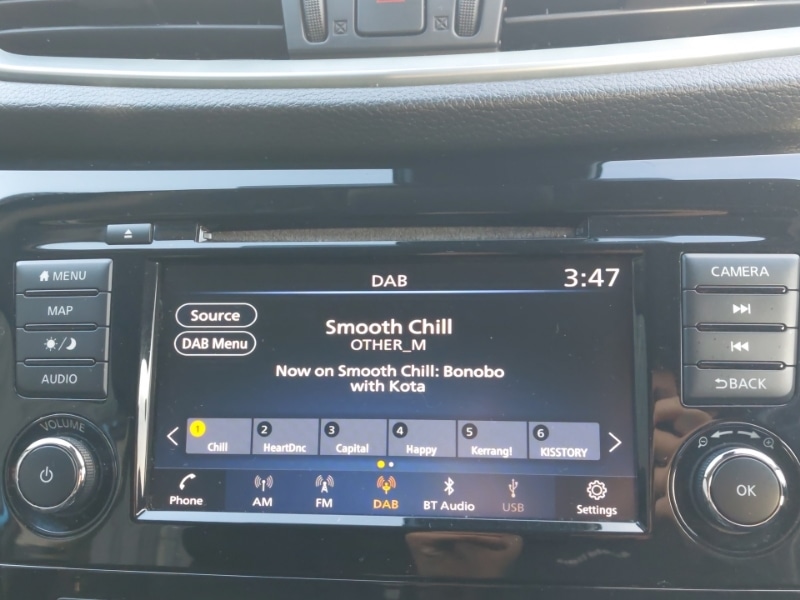 MENU
MAP
AUDIO
VOLUME
DAB
3:47
Source
DAB Menu
Smooth Chill
OTHER_M
Now on Smooth Chill: Bonobo
with Kota
1 Chill
2 HeartDnc
3 Capital
4 Happy
5 Kerrang!
6 KISSTORY
Phone
AM
FM
DAB
BT Audio
USB
Settings
CAMERA
BACK
OK